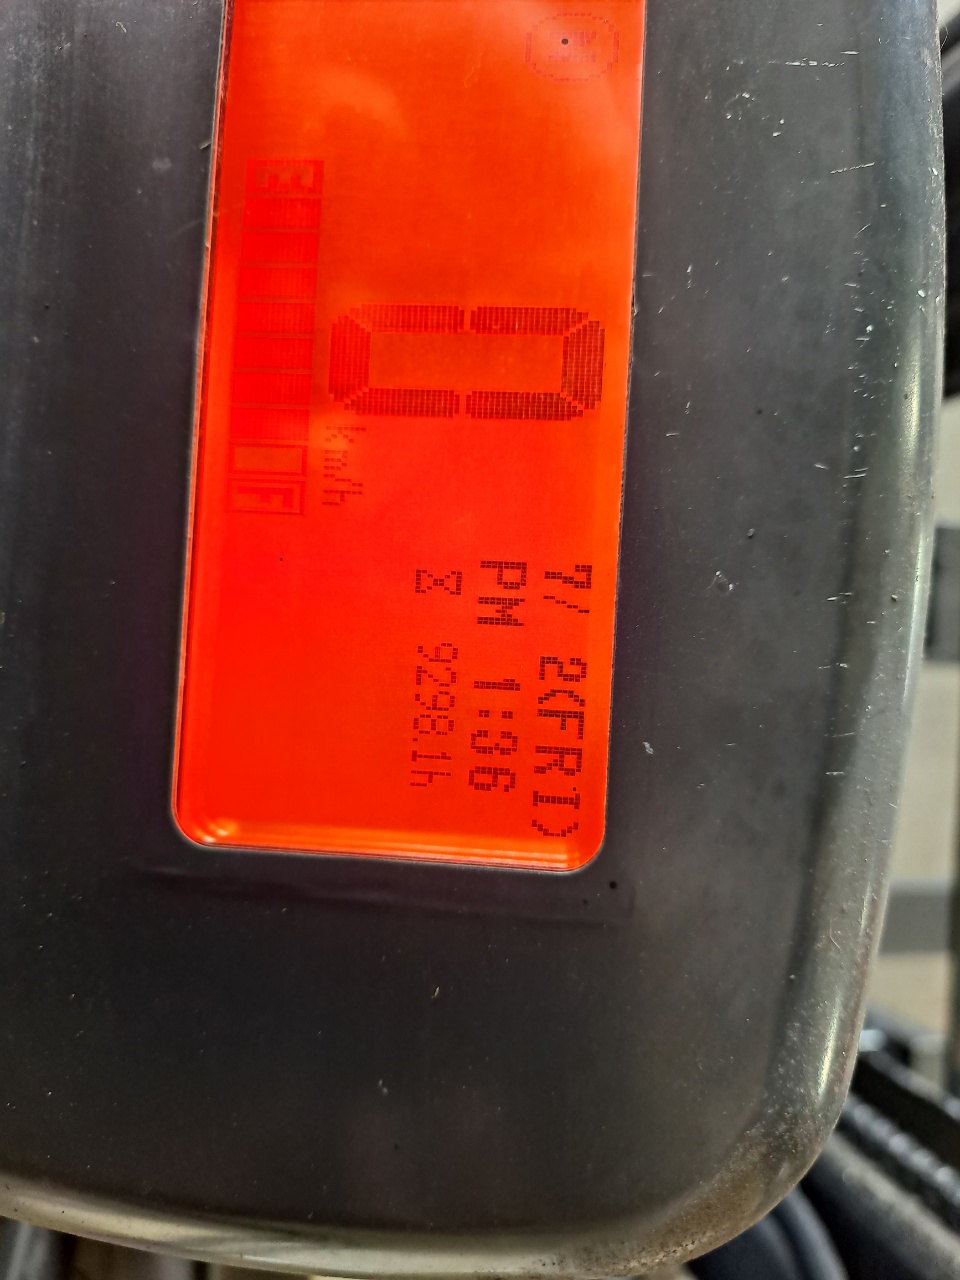 7/ 2(FRI)
PM 1:36
9298.1h
0
km/h
E F